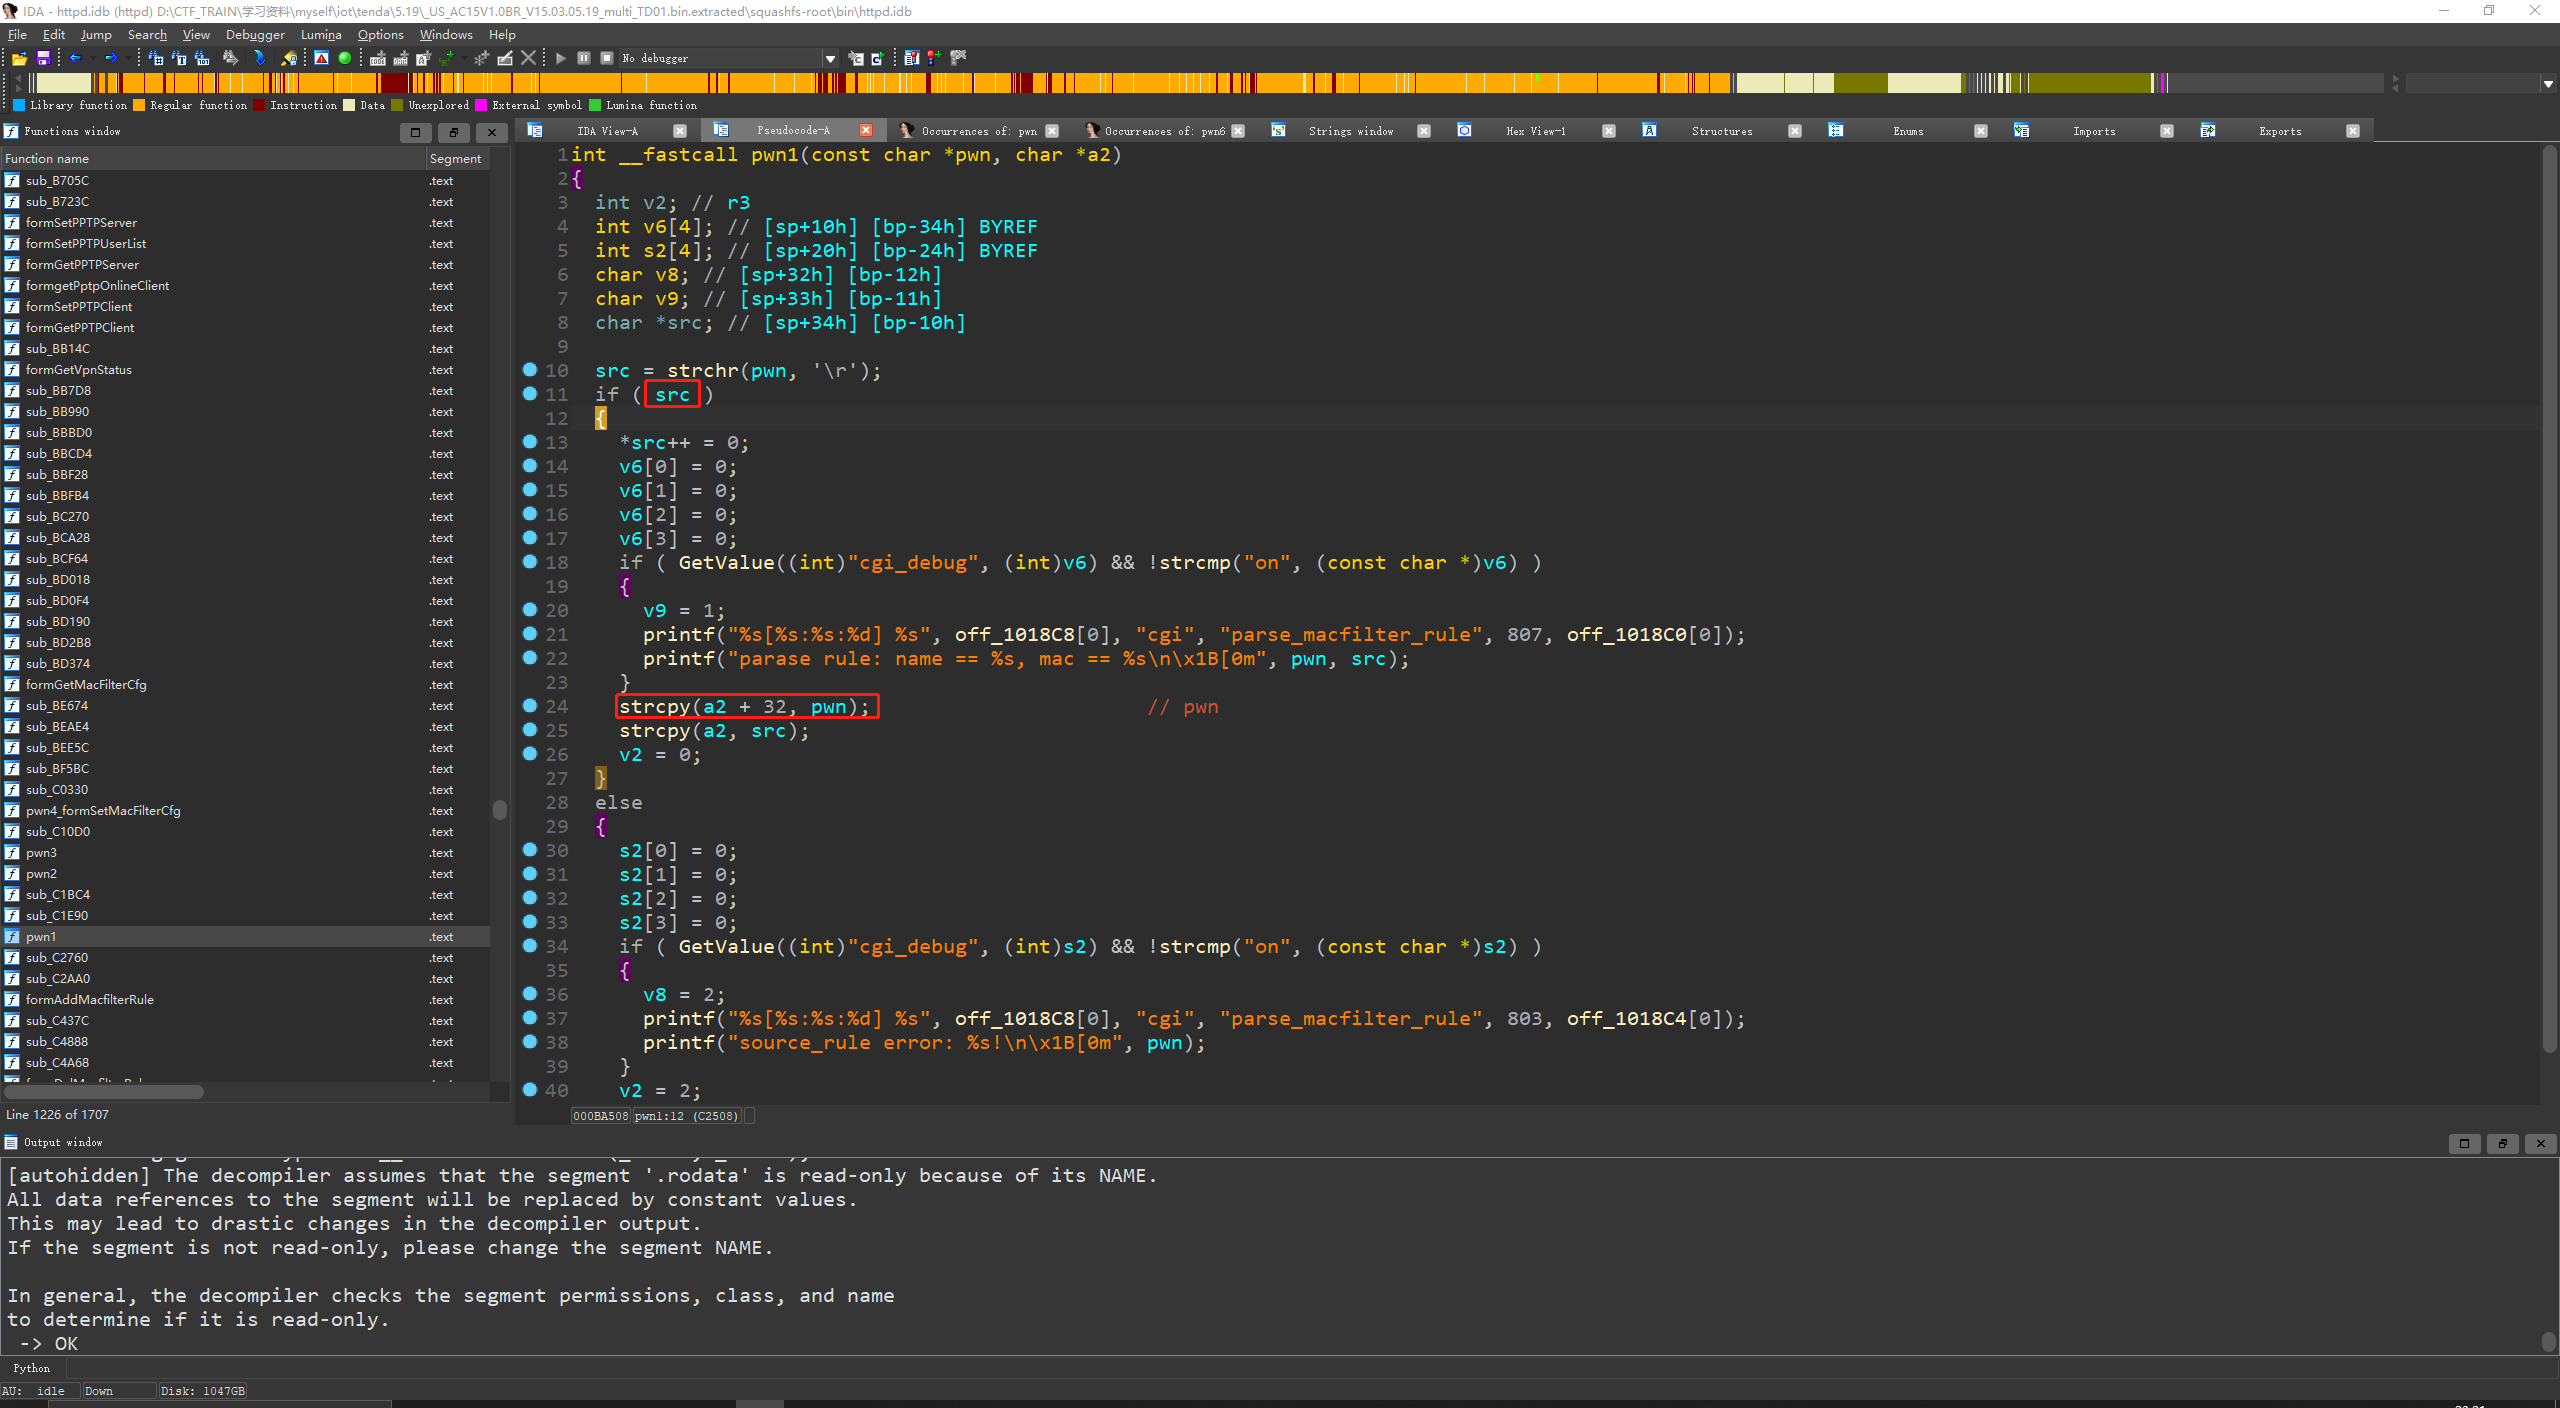 IDA - httpd.idb (httpd) D:\CTF_TRAIN\学习资料\myself\iot\tenda\5.19\_US_AC15V1.0BR_V15.03.05.19_multi_TD01.bin.extracted\squashfs-root\bin\httpd.idb
File Edit Jump Search View Debugger Lumina Options Windows Help
No debugger
Library function Regular function Instruction Data Unexplored External symbol Lumina function
Functions window
IDA View-A Pseudocode-A Occurrences of: pwn Occurrences of: pwn6 Strings window Hex View-1 Structures Enums Imports Exports
Function name Segment
sub_B705C .text
sub_B723C .text
formSetPPTPServer .text
formSetPPTPUserList .text
formGetPPTPServer .text
formgetPptpOnlineClient .text
formSetPPTPClient .text
formGetPPTPClient .text
sub_BB14C .text
formGetVpnStatus .text
sub_BB7D8 .text
sub_BB990 .text
sub_BBBD0 .text
sub_BBCD4 .text
sub_BBF28 .text
sub_BBFB4 .text
sub_BC270 .text
sub_BCA28 .text
sub_BCF64 .text
sub_BD018 .text
sub_BD0F4 .text
sub_BD190 .text
sub_BD2B8 .text
sub_BD374 .text
formGetMacFilterCfg .text
sub_BE674 .text
sub_BEAE4 .text
sub_BEE5C .text
sub_BF5BC .text
sub_C0330 .text
pwn4_formSetMacFilterCfg .text
sub_C10D0 .text
pwn3 .text
pwn2 .text
sub_C1BC4 .text
sub_C1E90 .text
pwn1 .text
sub_C2760 .text
sub_C2AA0 .text
formAddMacfilterRule .text
sub_C437C .text
sub_C4888 .text
sub_C4A68 .text
Line 1226 of 1707
1 int __fastcall pwn1(const char *pwn, char *a2)
2 {
3 int v2; // r3
4 int v6[4]; // [sp+10h] [bp-34h] BYREF
5 int s2[4]; // [sp+20h] [bp-24h] BYREF
6 char v8; // [sp+32h] [bp-12h]
7 char v9; // [sp+33h] [bp-11h]
8 char *src; // [sp+34h] [bp-10h]
9
10 src = strchr(pwn, '\r');
11 if ( src )
12 {
13 *src++ = 0;
14 v6[0] = 0;
15 v6[1] = 0;
16 v6[2] = 0;
17 v6[3] = 0;
18 if ( GetValue((int)"cgi_debug", (int)v6) && !strcmp("on", (const char *)v6) )
19 {
20 v9 = 1;
21 printf("%s[%s:%s:%d] %s", off_1018C8[0], "cgi", "parse_macfilter_rule", 807, off_1018C0[0]);
22 printf("parase rule: name == %s, mac == %s\n\x1B[0m", pwn, src);
23 }
24 strcpy(a2 + 32, pwn); // pwn
25 strcpy(a2, src);
26 v2 = 0;
27 }
28 else
29 {
30 s2[0] = 0;
31 s2[1] = 0;
32 s2[2] = 0;
33 s2[3] = 0;
34 if ( GetValue((int)"cgi_debug", (int)s2) && !strcmp("on", (const char *)s2) )
35 {
36 v8 = 2;
37 printf("%s[%s:%s:%d] %s", off_1018C8[0], "cgi", "parse_macfilter_rule", 803, off_1018C4[0]);
38 printf("source_rule error: %s!\n\x1B[0m", pwn);
39 }
40 v2 = 2;
000BA508 pwn1:12 (C2508)
Output window
[autohidden] The decompiler assumes that the segment '.rodata' is read-only because of its NAME.
All data references to the segment will be replaced by constant values.
This may lead to drastic changes in the decompiler output.
If the segment is not read-only, please change the segment NAME.
In general, the decompiler checks the segment permissions, class, and name
to determine if it is read-only.
-> OK
Python
AU: idle Down Disk: 1047GB